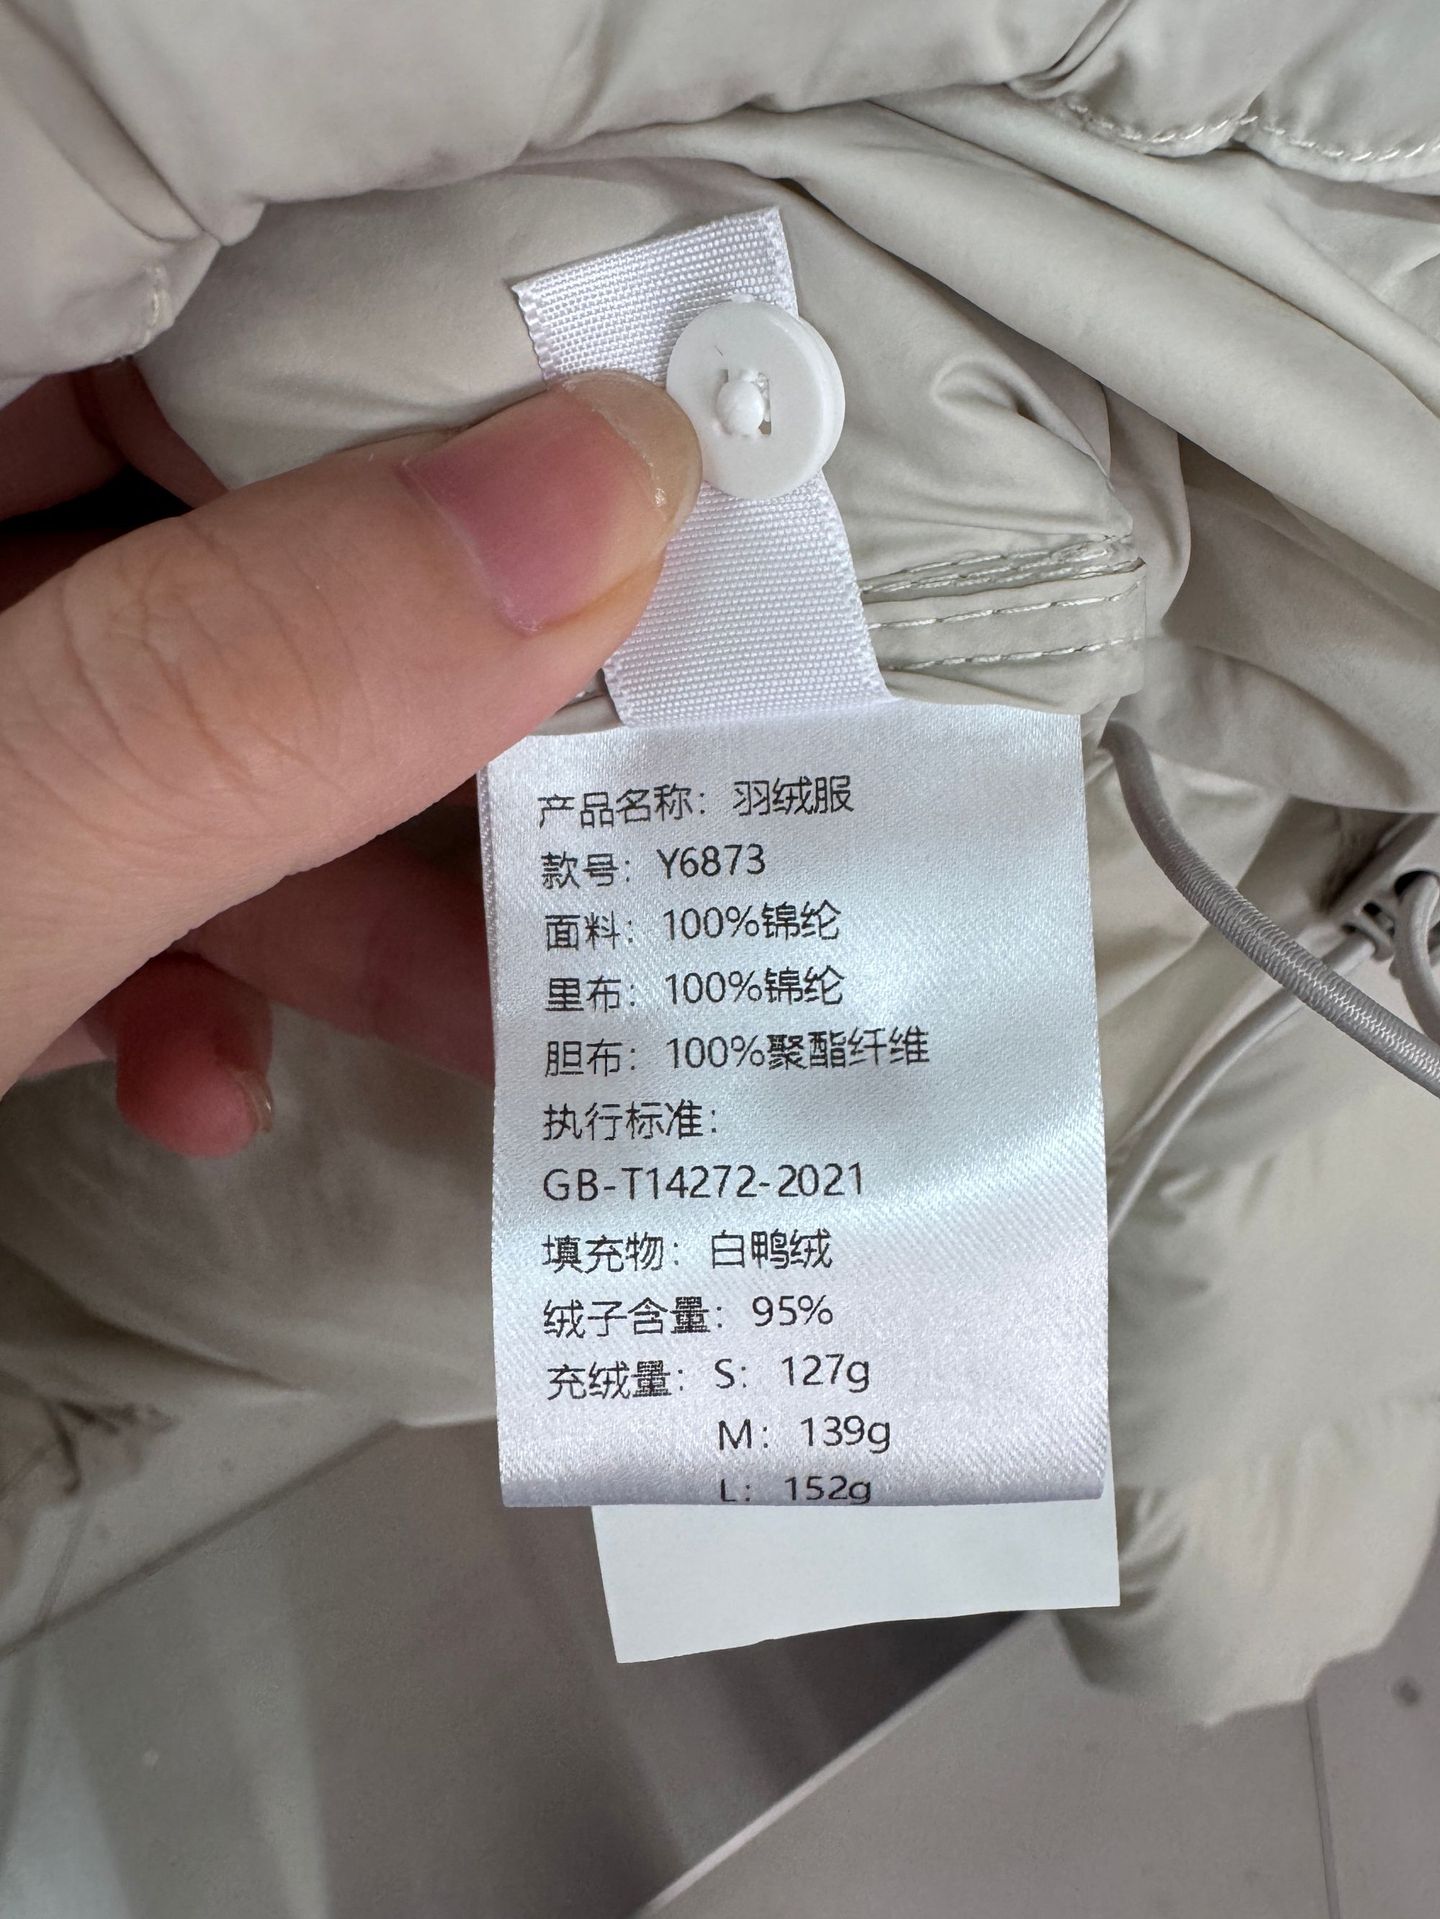 产品名称：羽绒服
款号：Y6873
面料：100%锦纶
里布：100%锦纶
胆布：100%聚酯纤维
执行标准：
GB-T14272-2021
填充物：白鸭绒
绒子含量：95%
充绒量：S：127g
M：139g
L：152g